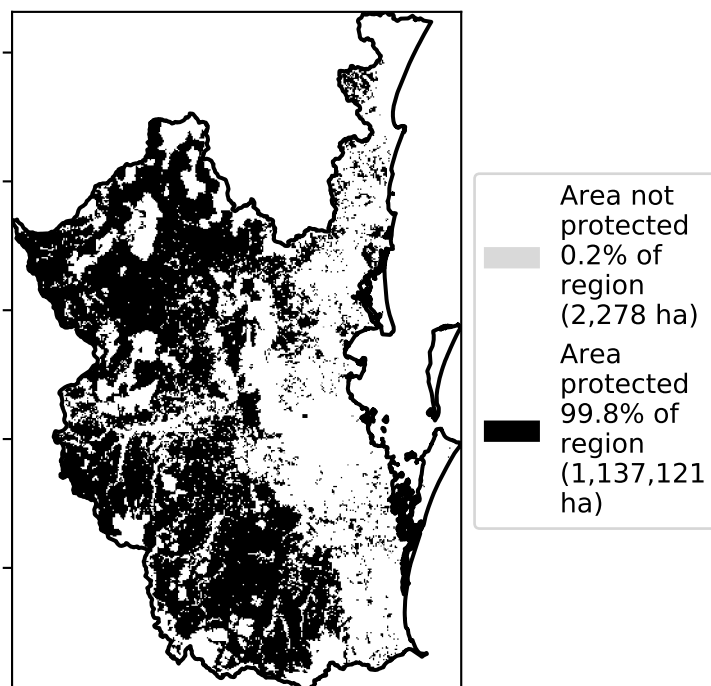 Area not
protected
0.2% of
region
(2,278 ha)
Area
protected
99.8% of
region
(1,137,121
ha)